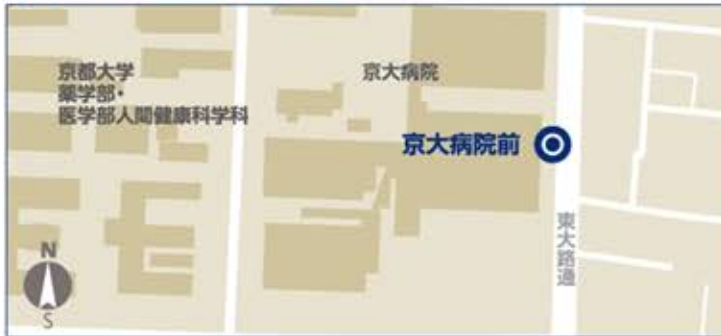 京都大学
薬学部・
医学部人間健康科学科
京大病院
京大病院前
東大路通
N
S